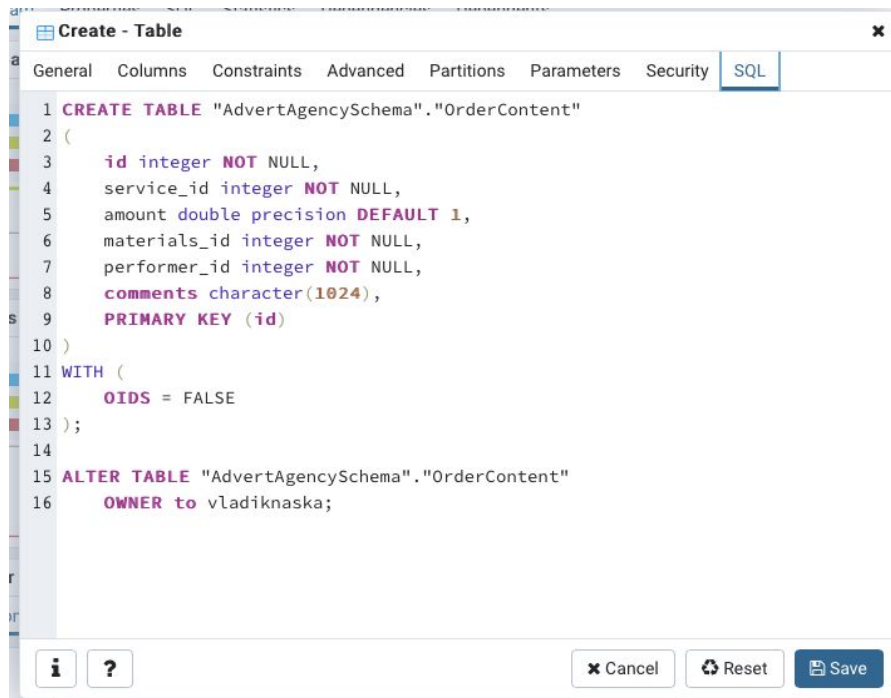 Create - Table
General Columns Constraints Advanced Partitions Parameters Security SQL
1 CREATE TABLE "AdvertAgencySchema"."OrderContent"
2 (
3 id integer NOT NULL,
4 service_id integer NOT NULL,
5 amount double precision DEFAULT 1,
6 materials_id integer NOT NULL,
7 performer_id integer NOT NULL,
8 comments character(1024),
9 PRIMARY KEY (id)
10 )
11 WITH (
12 OIDS = FALSE
13 );
14
15 ALTER TABLE "AdvertAgencySchema"."OrderContent"
16 OWNER to vladiknaska;
i ? Cancel Reset Save